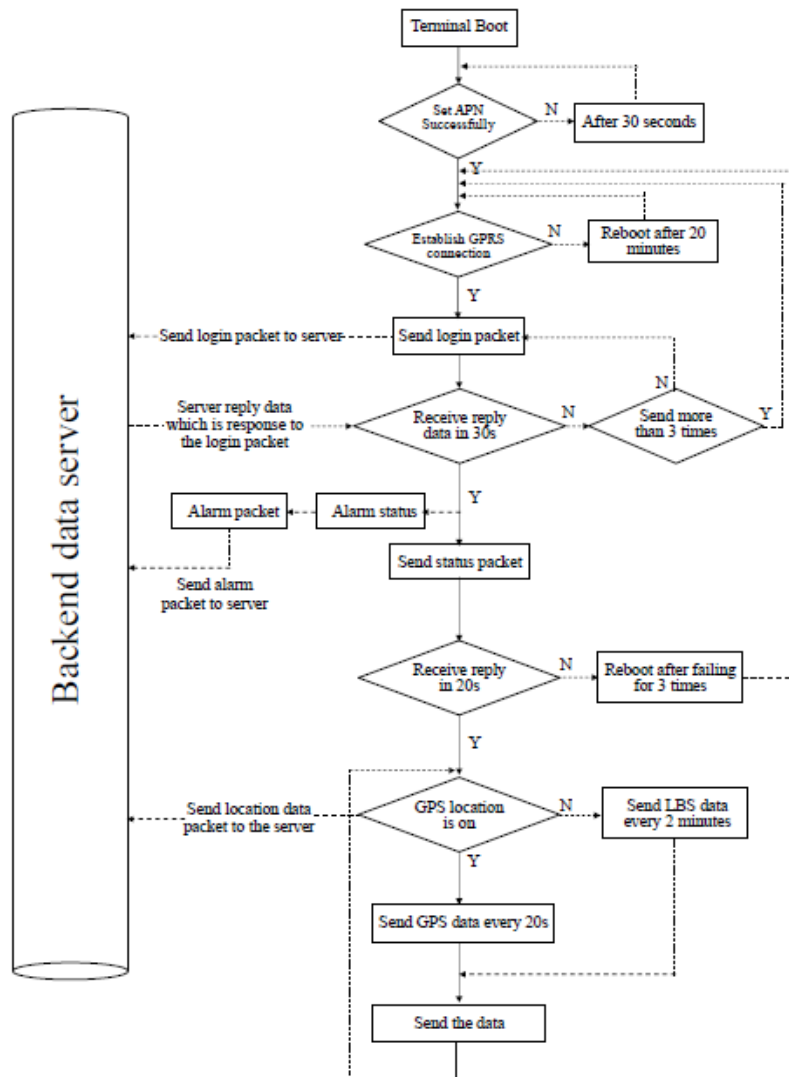 Terminal Boot
Set APN
Successfully
N
After 30 seconds
Y
Establish GPRS
connection
N
Reboot after 20
minutes
Y
Send login packet to server
Send login packet
Server reply data
which is response to
the login packet
Receive reply
data in 30s
N
Send more
than 3 times
N
Y
Y
Alarm packet
Alarm status
Send alarm
packet to server
Send status packet
Receive reply
in 20s
N
Reboot after failing
for 3 times
Y
Send location data
packet to the server
GPS location
is on
N
Send LBS data
every 2 minutes
Y
Send GPS data every 20s
Send the data
Backend data server